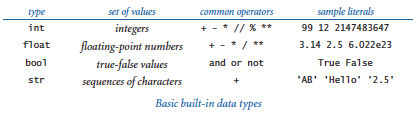 type set of values common operators sample literals
int integers + - * // % ** 99 12 2147483647
float floating-point numbers + - * / ** 3.14 2.5 6.022e23
bool true-false values and or not True False
str sequences of characters + 'AB' 'Hello' '2.5'
Basic built-in data types